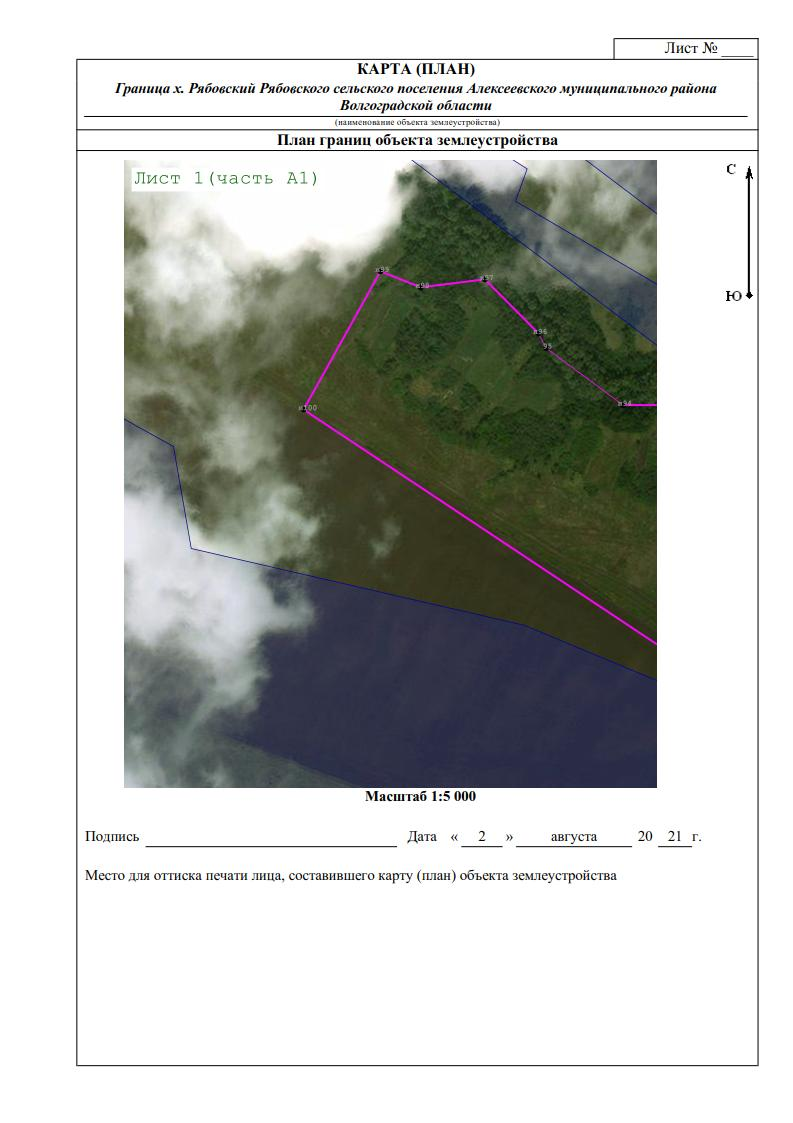 Лист № ____
КАРТА (ПЛАН)
Граница х. Рябовский Рябовского сельского поселения Алексеевского муниципального района
Волгоградской области
(наименование объекта землеустройства)
План границ объекта землеустройства
Лист 1(часть А1)
С
Ю
н99
н98
н97
н96
95
н94
н100
Масштаб 1:5 000
Подпись Дата « 2 » августа 20 21 г.
Место для оттиска печати лица, составившего карту (план) объекта землеустройства